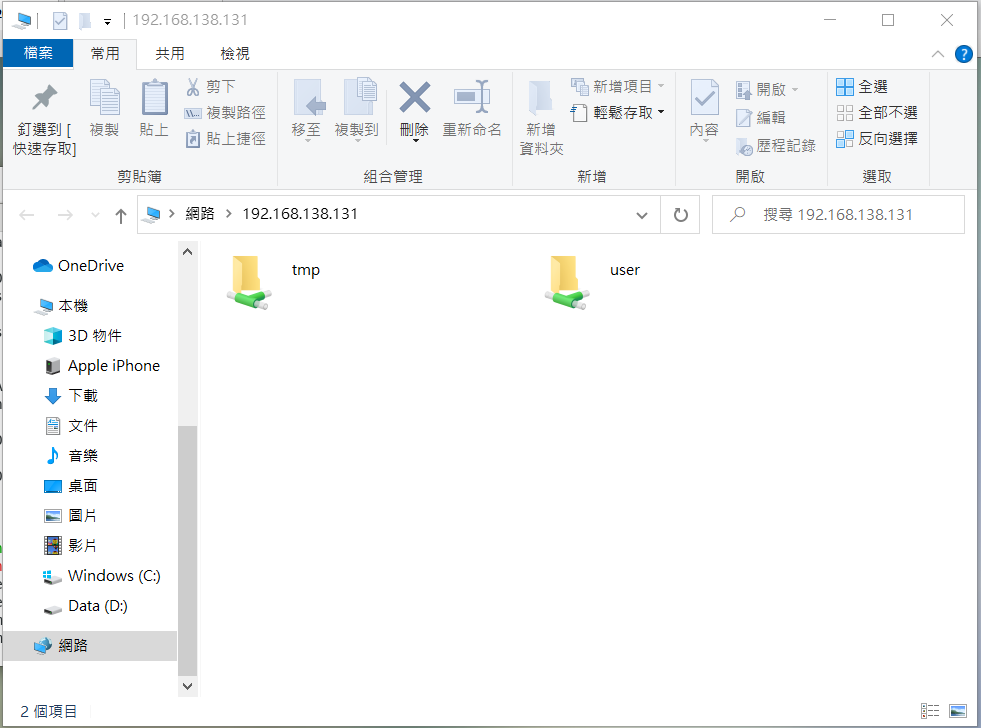 192.168.138.131
檔案 常用 共用 檢視
釘選到 [
快速存取]
複製
貼上
剪下
複製路徑
貼上捷徑
剪貼簿
移至
複製到
刪除
重新命名
組合管理
新增
資料夾
新增項目
輕鬆存取
新增
內容
開啟
編輯
歷程記錄
開啟
全選
全部不選
反向選擇
選取
網路 192.168.138.131
搜尋 192.168.138.131
OneDrive
本機
3D 物件
Apple iPhone
下載
文件
音樂
桌面
圖片
影片
Windows (C:)
Data (D:)
網路
tmp
user
2 個項目